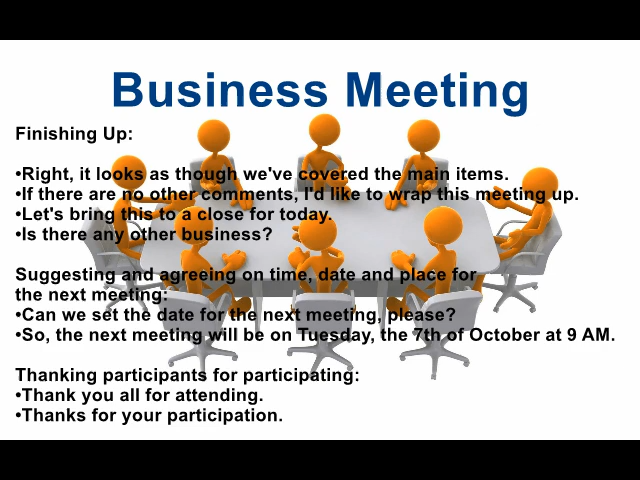 Business Meeting
Finishing Up:
•Right, it looks as though we've covered the main items.
•If there are no other comments, I'd like to wrap this meeting up.
•Let's bring this to a close for today.
•Is there any other business?
Suggesting and agreeing on time, date and place for
the next meeting:
•Can we set the date for the next meeting, please?
•So, the next meeting will be on Tuesday, the 7th of October at 9 AM.
Thanking participants for participating:
•Thank you all for attending.
•Thanks for your participation.